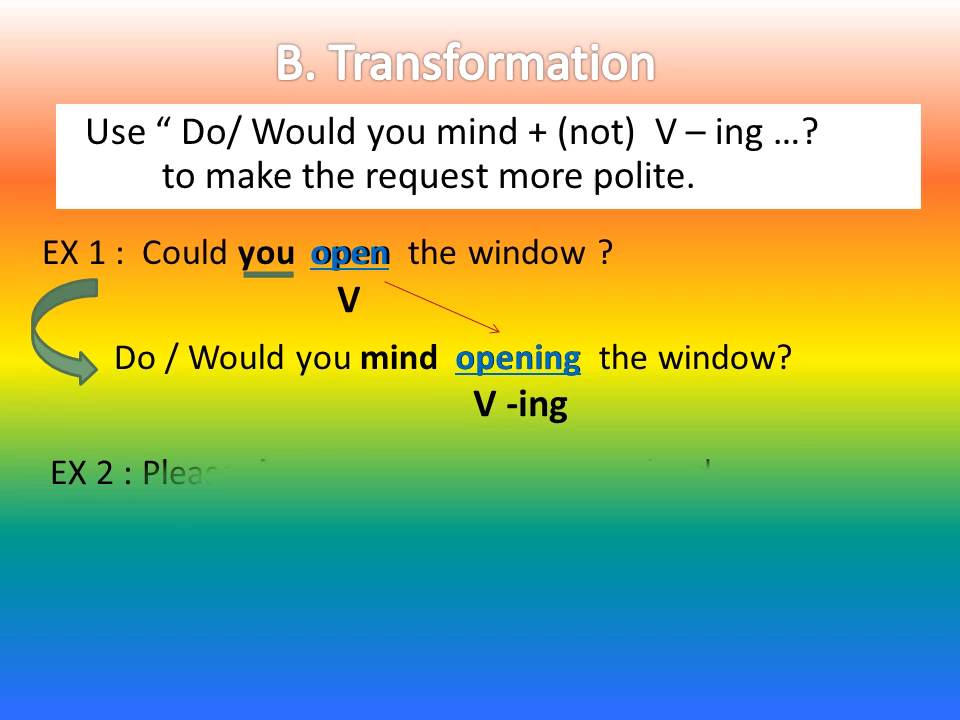 B. Transformation
Use “ Do/ Would you mind + (not) V – ing …?
to make the request more polite.
EX 1 : Could you open the window ?
V
Do / Would you mind opening the window?
V -ing
EX 2 :